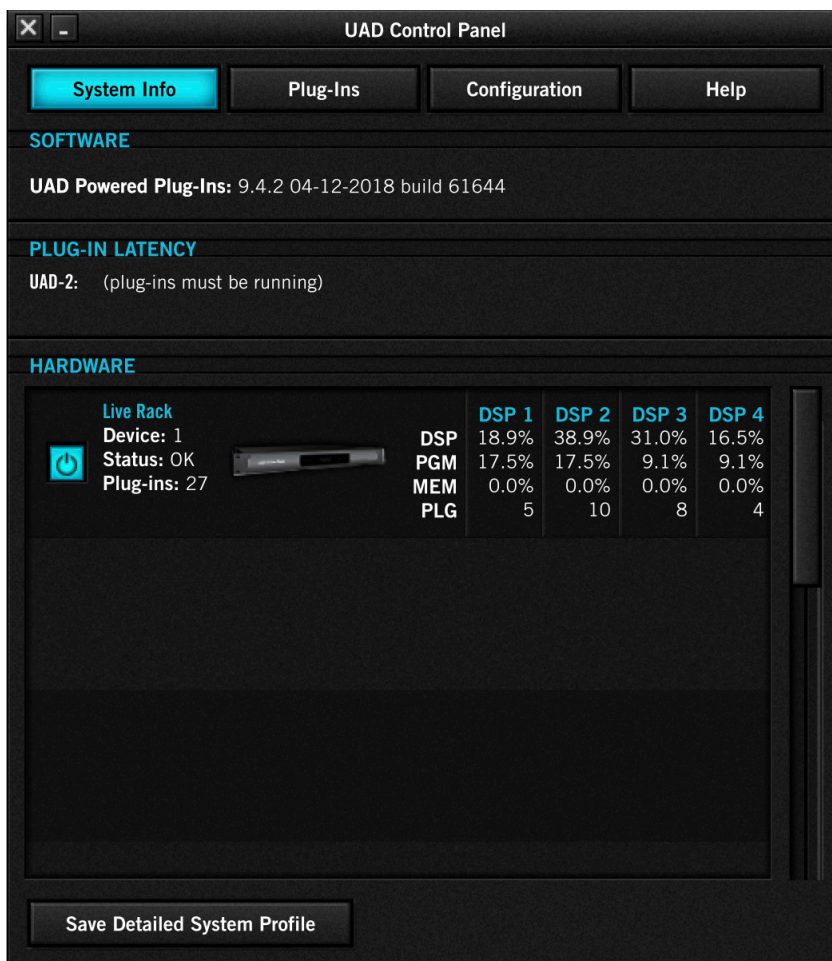 UAD Control Panel
System Info Plug-Ins Configuration Help
SOFTWARE
UAD Powered Plug-Ins: 9.4.2 04-12-2018 build 61644
PLUG-IN LATENCY
UAD-2: (plug-ins must be running)
HARDWARE
Live Rack DSP 1 DSP 2 DSP 3 DSP 4
Device: 1 DSP 18.9% 38.9% 31.0% 16.5%
Status: OK PGM 17.5% 17.5% 9.1% 9.1%
Plug-ins: 27 MEM 0.0% 0.0% 0.0% 0.0%
PLG 5 10 8 4
Save Detailed System Profile